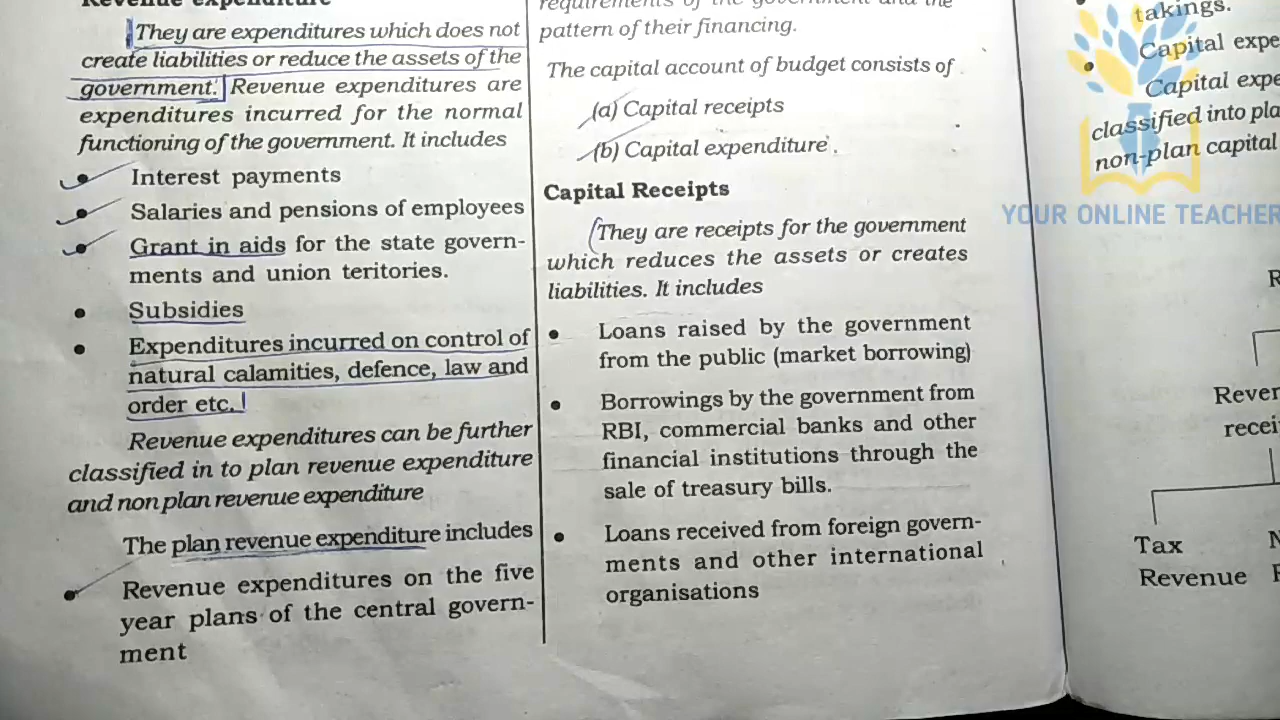 Revenue expenditure
They are expenditures which does not
create liabilities or reduce the assets of the
government. Revenue expenditures are
expenditures incurred for the normal
functioning of the government. It includes
• Interest payments
• Salaries and pensions of employees
• Grant in aids for the state govern-
ments and union teritories.
• Subsidies
• Expenditures incurred on control of
natural calamities, defence, law and
order etc.
Revenue expenditures can be further
classified in to plan revenue expenditure
and non plan revenue expenditure
The plan revenue expenditure includes
• Revenue expenditures on the five
year plans of the central govern-
ment
requirements of the government and the
pattern of their financing.
The capital account of budget consists of
(a) Capital receipts
(b) Capital expenditure.
Capital Receipts
They are receipts for the government
which reduces the assets or creates
liabilities. It includes
• Loans raised by the government
from the public (market borrowing)
• Borrowings by the government from
RBI, commercial banks and other
financial institutions through the
sale of treasury bills.
• Loans received from foreign govern-
ments and other international
organisations
takings.
• Capital expe
Capital expe
classified into pla
non-plan capital
YOUR ONLINE TEACHER
R
Rever
recei
Tax
Revenue